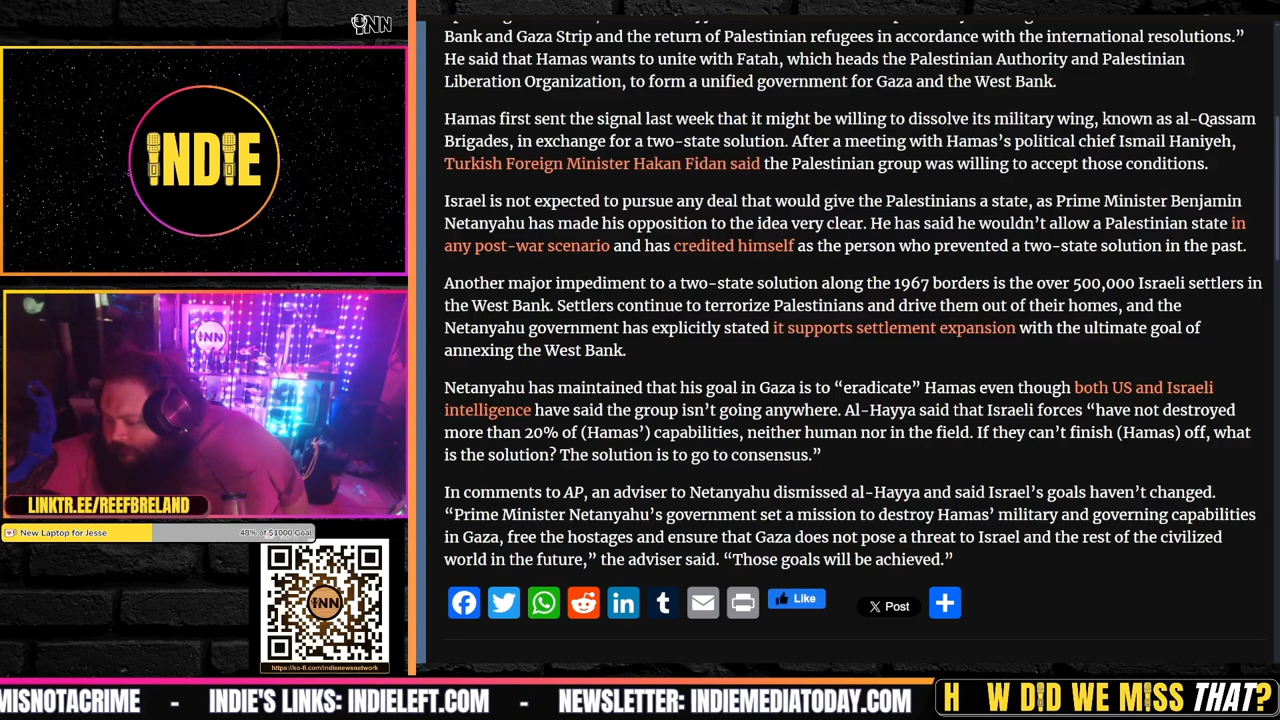 INN
INDIE
INN
LINKTR.EE/REEFBRELAND
New Laptop for Jesse
48% of $1000 Goal
INN
https://ko-fi.com/indienewsnetwork
Bank and Gaza Strip and the return of Palestinian refugees in accordance with the international resolutions.”
He said that Hamas wants to unite with Fatah, which heads the Palestinian Authority and Palestinian
Liberation Organization, to form a unified government for Gaza and the West Bank.
Hamas first sent the signal last week that it might be willing to dissolve its military wing, known as al-Qassam
Brigades, in exchange for a two-state solution. After a meeting win Hamas’s political chief Ismail Haniyeh,
Turkish Foreign Minister Hakan Fidan said the Palestinian group was willing to accept those conditions.
Israel is not expected to pursue any deal that would give the Palestinians a state, as Prime Minister Benjamin
Netanyahu has made his opposition to the idea very clear. He has said he wouldn’t allow a Palestinian state in
any post-war scenario and has credited himself as the person who prevented a two-state solution in the past.
Another major impediment to a two-state solution along the 1967 borders is the over 500,000 Israeli settlers in
the West Bank. Settlers continue to terrorize Palestinians and drive them out of their homes, and the
Netanyahu government has explicitly stated it supports settlement expansion with the ultimate goal of
annexing the West Bank.
Netanyahu has maintained that his goal in Gaza is to “eradicate” Hamas even though both US and Israeli
intelligence have said the group isn’t going anywhere. Al-Hayya said that Israeli forces “have not destroyed
more than 20% of (Hamas’) capabilities, neither human nor in the field. If they can’t finish (Hamas) off, what
is the solution? The solution is to go to consensus.”
In comments to AP, an adviser to Netanyahu dismissed al-Hayya and said Israel’s goals haven’t changed.
“Prime Minister Netanyahu’s government set a mission to destroy Hamas’ military and governing capabilities
in Gaza, free the hostages and ensure that Gaza does not pose a threat to Israel and the rest of the civilized
world in the future,” the adviser said. “Those goals will be achieved.”
Like
X Post
MISNOTACRIME - INDIE'S LINKS: INDIELEFT.COM - NEWSLETTER: INDIEMEDIATODAY.COM
H W DID WE MISS THAT?